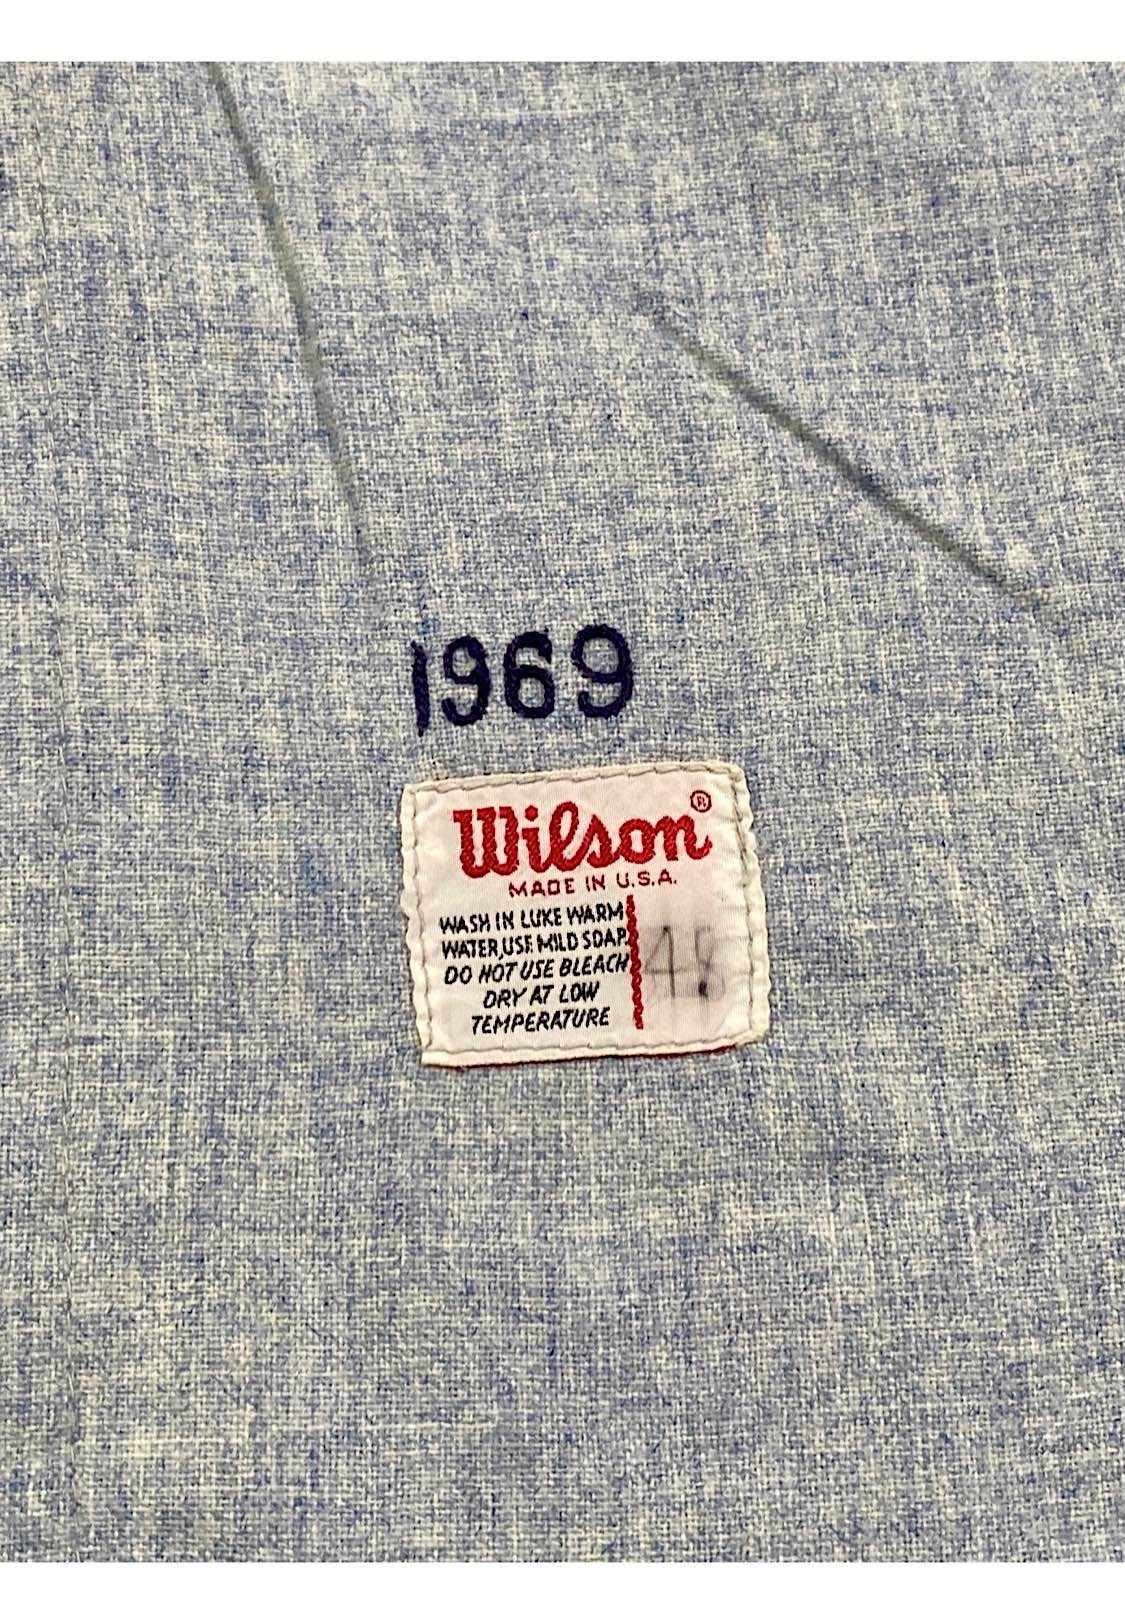 1969
Wilson®
MADE IN U.S.A.
WASH IN LUKE WARM
WATER, USE MILD SOAP.
DO NOT USE BLEACH
DRY AT LOW
TEMPERATURE
48